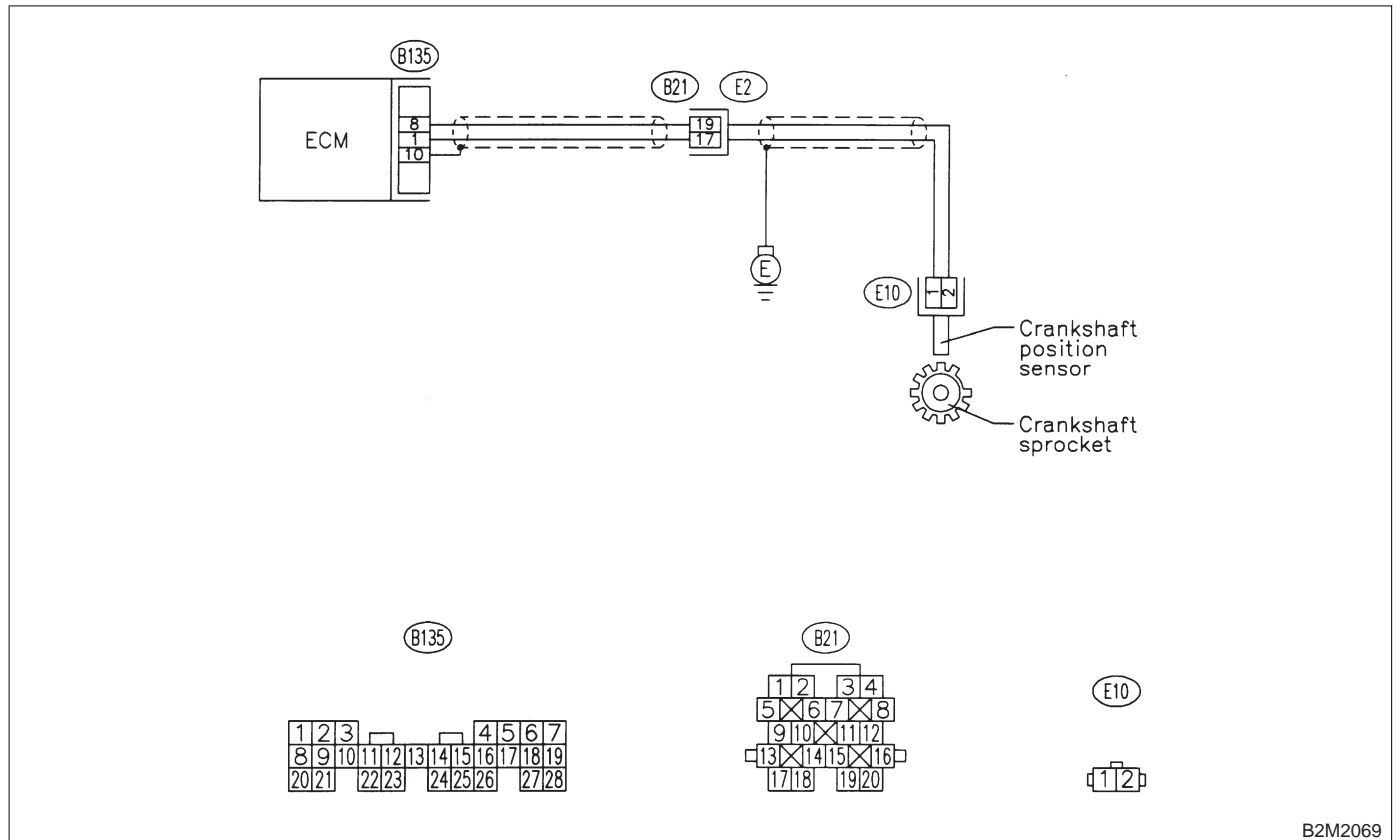 B135
B21
E2
ECM
8
1
10
19
17
E
E10
1
2
Crankshaft
position
sensor
Crankshaft
sprocket
B135
1 2 3 4 5 6 7
8 9 10 11 12 13 14 15 16 17 18 19
20 21 22 23 24 25 26 27 28
B21
1 2 3 4
5 6 7 8
9 10 11 12
13 14 15 16
17 18 19 20
E10
1 2
B2M2069